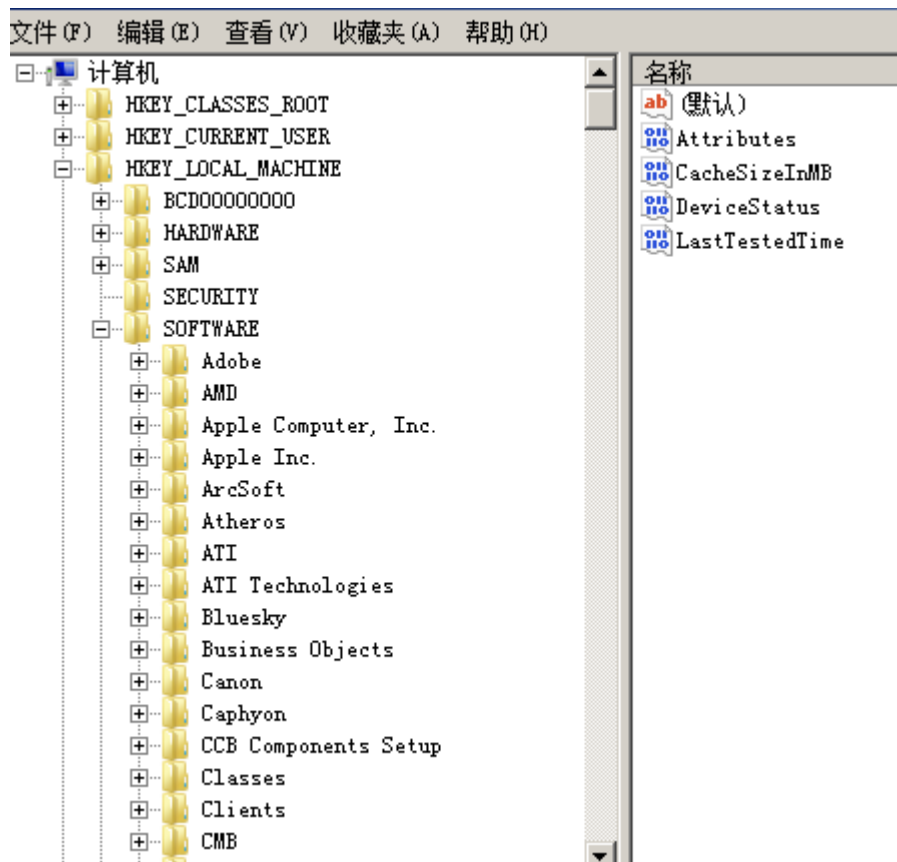 文件(F) 编辑(E) 查看(V) 收藏夹(A) 帮助(H)
计算机
HKEY_CLASSES_ROOT
HKEY_CURRENT_USER
HKEY_LOCAL_MACHINE
BCD00000000
HARDWARE
SAM
SECURITY
SOFTWARE
Adobe
AMD
Apple Computer, Inc.
Apple Inc.
ArcSoft
Atheros
ATI
ATI Technologies
Bluesky
Business Objects
Canon
Caphyon
CCB Components Setup
Classes
Clients
CMB
名称
(默认)
Attributes
CacheSizeInMB
DeviceStatus
LastTestedTime